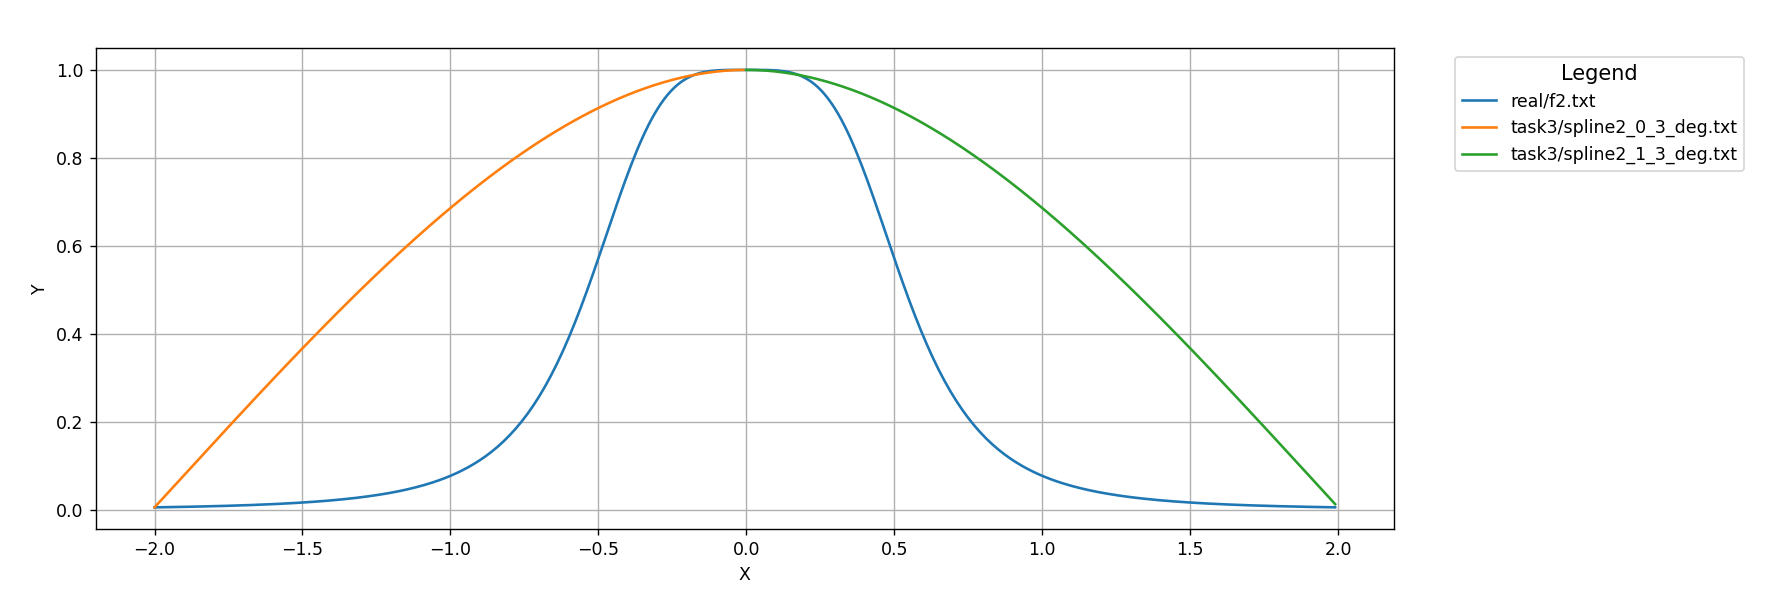 1.0
0.8
0.6
0.4
0.2
0.0
Y
−2.0 −1.5 −1.0 −0.5 0.0 0.5 1.0 1.5 2.0
X
Legend
real/f2.txt
task3/spline2_0_3_deg.txt
task3/spline2_1_3_deg.txt